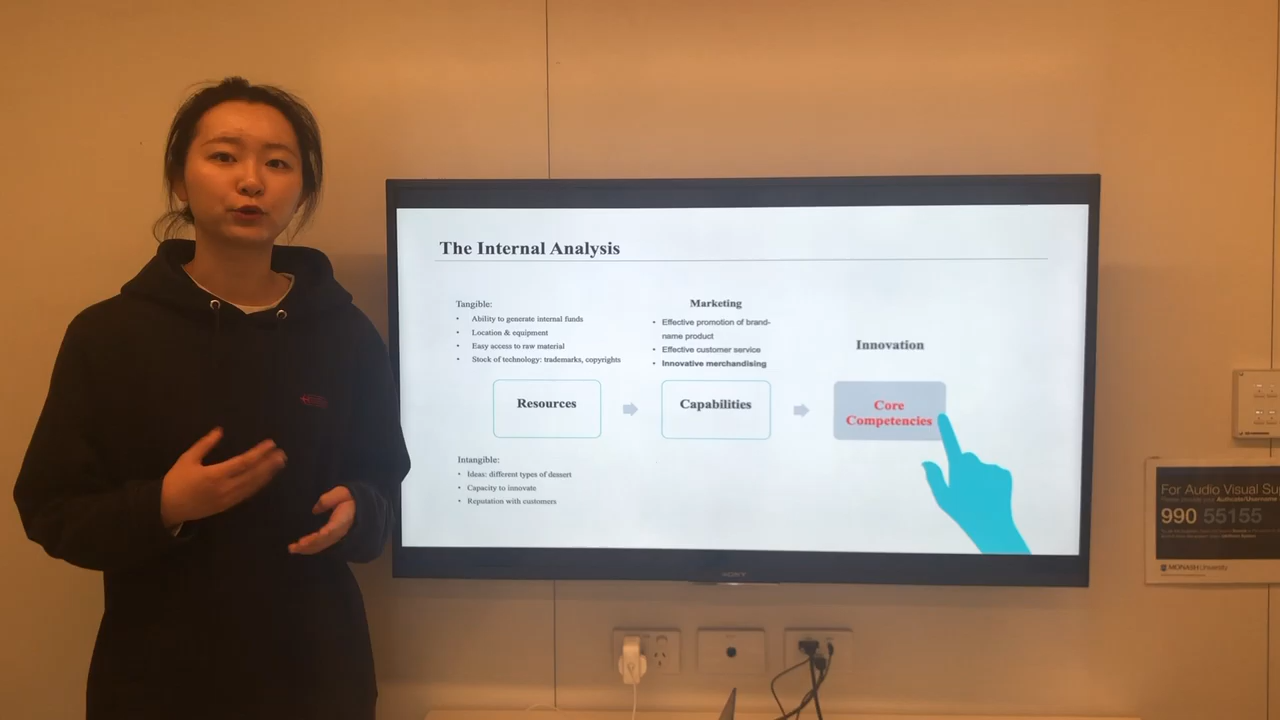 The Internal Analysis
Tangible:
• Ability to generate internal funds
• Location & equipment
• Easy access to raw material
• Stock of technology: trademarks, copyrights
Marketing
• Effective promotion of brand-
name product
• Effective customer service
• Innovative merchandising
Innovation
Resources
Capabilities
Core
Competencies
Intangible:
• Ideas: different types of dessert
• Capacity to innovate
• Reputation with customers
SONY
For Audio Visual Su
990 55155
MONASH University